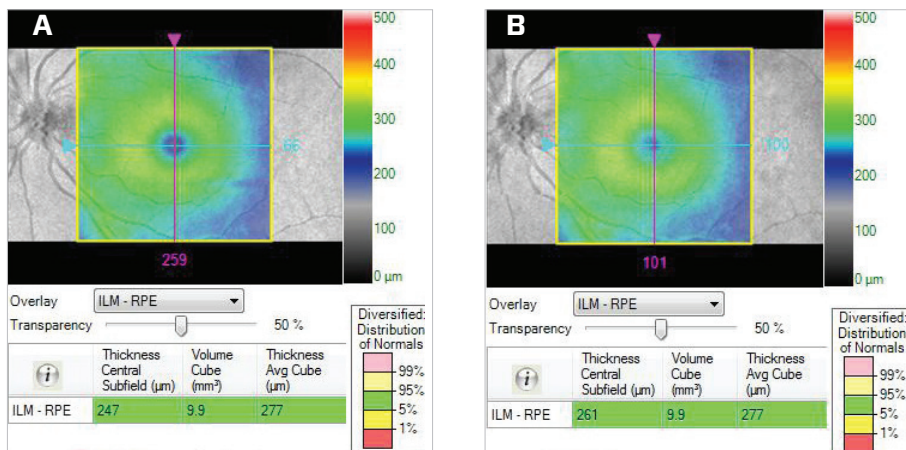 A
66
259
500
400
300
200
100
0 µm
Overlay
ILM - RPE
Transparency
50 %
Diversified:
Distribution
of Normals
99%
95%
5%
1%
Thickness Central Subfield (µm)
Volume Cube (mm³)
Thickness Avg Cube (µm)
i
ILM - RPE 247 9.9 277
B
100
101
500
400
300
200
100
0 µm
Overlay
ILM - RPE
Transparency
50 %
Diversified:
Distribution
of Normals
99%
95%
5%
1%
Thickness Central Subfield (µm)
Volume Cube (mm³)
Thickness Avg Cube (µm)
i
ILM - RPE 261 9.9 277